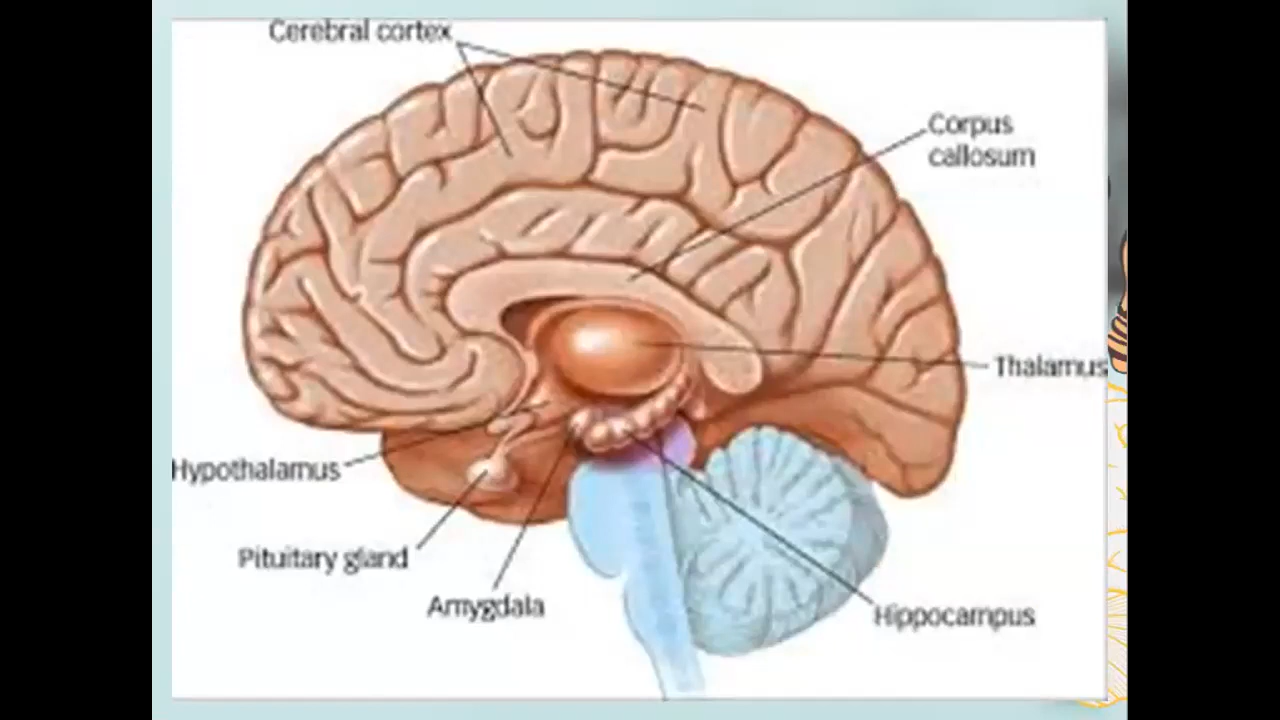 Cerebral cortex
Corpus
callosum
Thalamus
Hypothalamus
Pituitary gland
Amygdala
Hippocampus